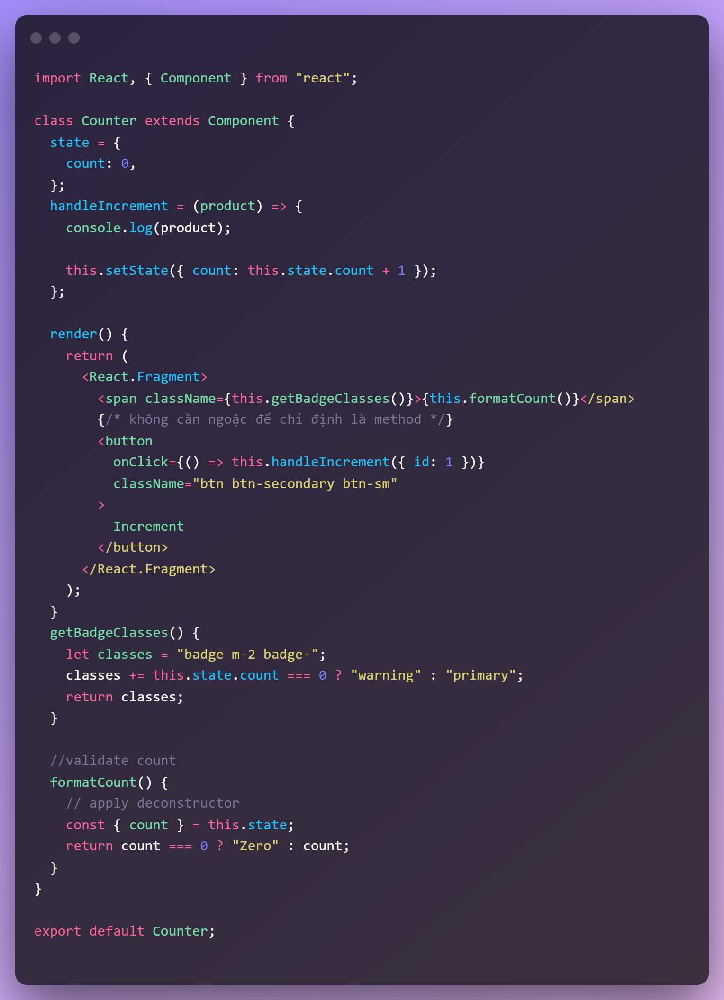 import React, { Component } from "react";

class Counter extends Component {
  state = {
    count: 0,
  };
  handleIncrement = (product) => {
    console.log(product);

    this.setState({ count: this.state.count + 1 });
  };

  render() {
    return (
      <React.Fragment>
        <span className={this.getBadgeClasses()}>{this.formatCount()}</span>
        {/* không cần ngoặc để chỉ định là method */}
        <button
          onClick={() => this.handleIncrement({ id: 1 })}
          className="btn btn-secondary btn-sm"
        >
          Increment
        </button>
      </React.Fragment>
    );
  }
  getBadgeClasses() {
    let classes = "badge m-2 badge-";
    classes += this.state.count === 0 ? "warning" : "primary";
    return classes;
  }

  //validate count
  formatCount() {
    // apply deconstructor
    const { count } = this.state;
    return count === 0 ? "Zero" : count;
  }
}

export default Counter;